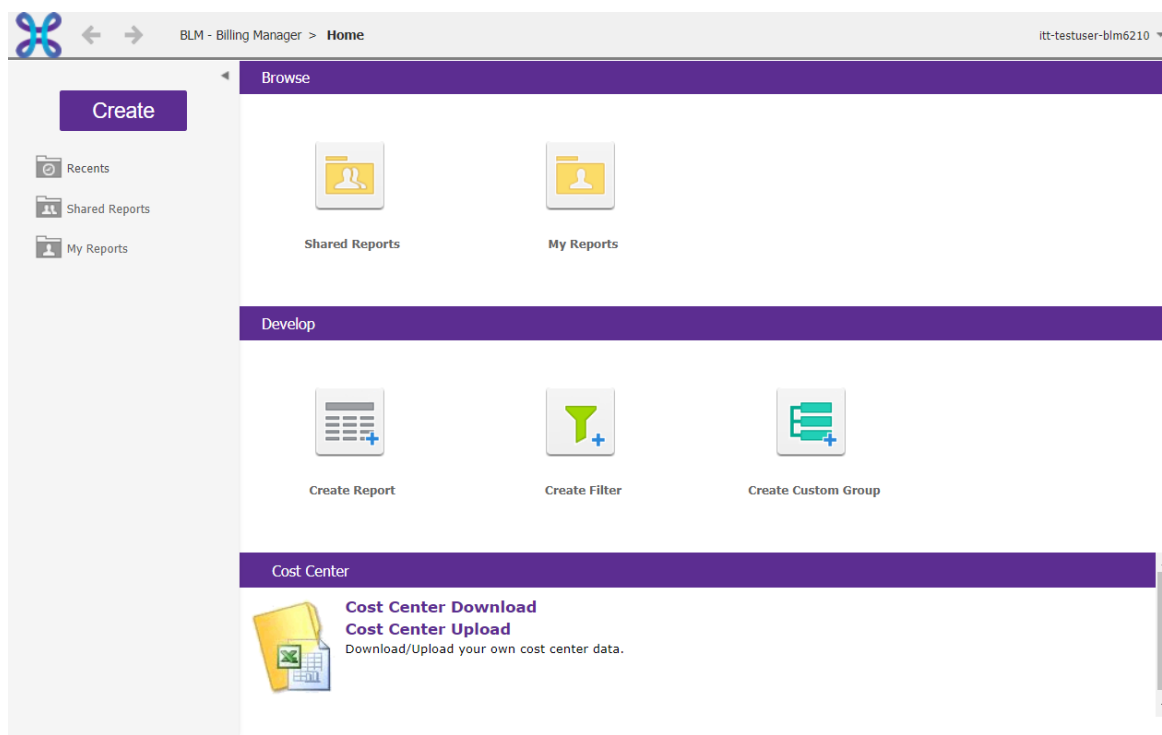 BLM - Billing Manager > Home
itt-testuser-blm6210
Create
Recents
Shared Reports
My Reports
Browse
Shared Reports
My Reports
Develop
Create Report
Create Filter
Create Custom Group
Cost Center
Cost Center Download
Cost Center Upload
Download/Upload your own cost center data.